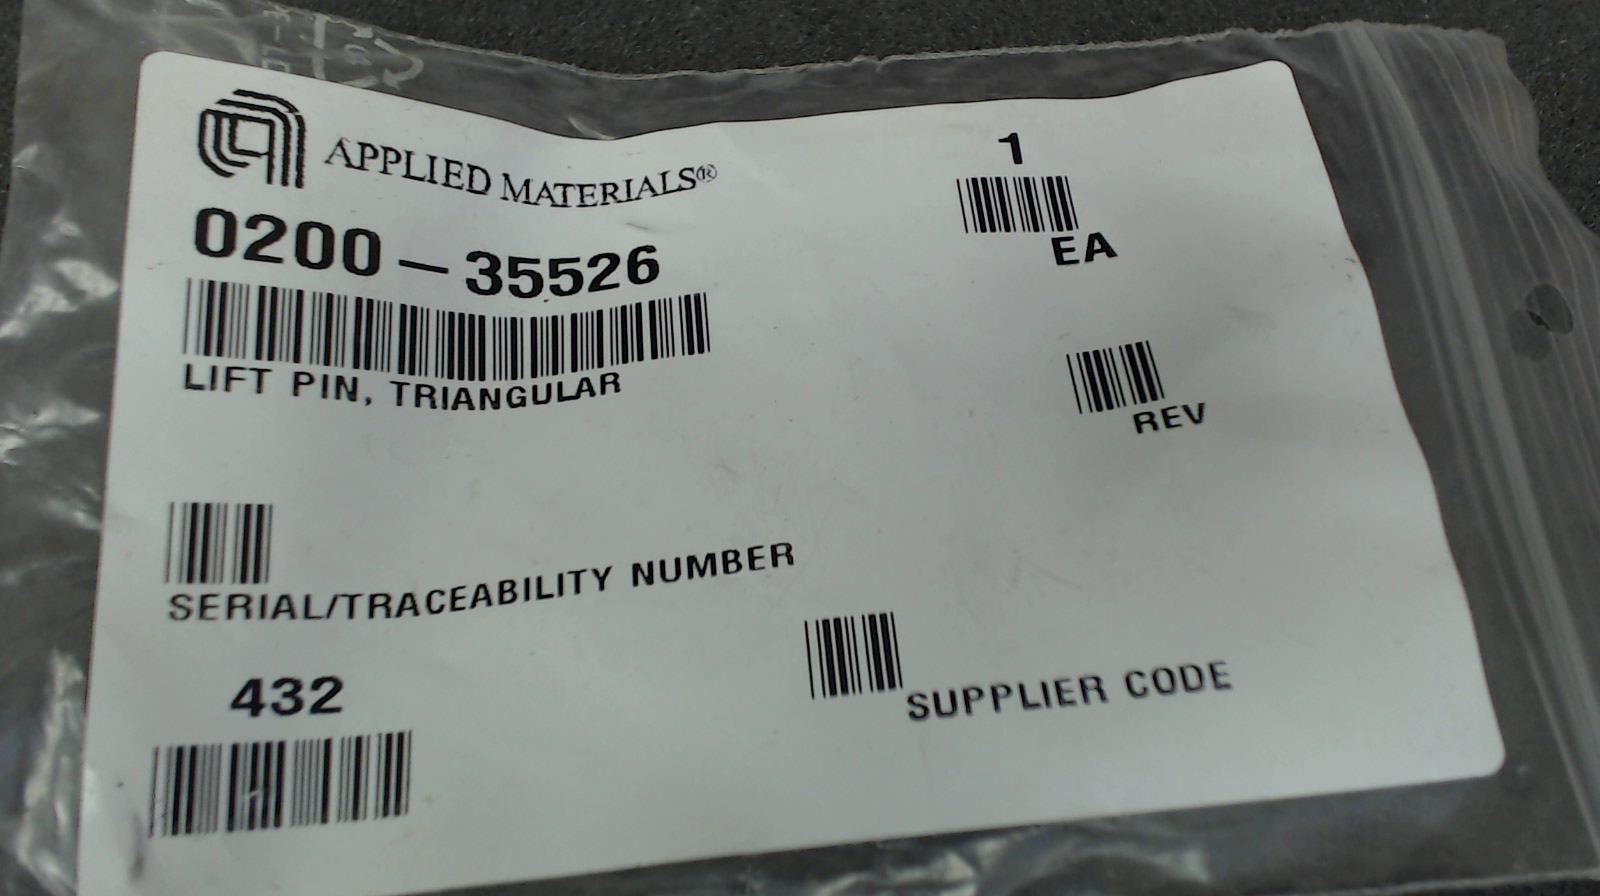 APPLIED MATERIALS®
0200-35526
LIFT PIN, TRIANGULAR
1
EA
REV
SERIAL/TRACEABILITY NUMBER
432
SUPPLIER CODE